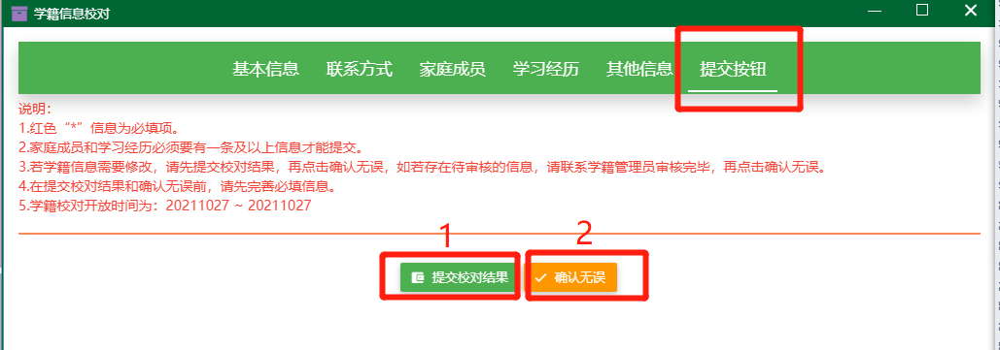 学籍信息校对
基本信息 联系方式 家庭成员 学习经历 其他信息 提交按钮
说明：
1.红色“*”信息为必填项。
2.家庭成员和学习经历必须要有一条及以上信息才能提交。
3.若学籍信息需要修改，请先提交校对结果，再点击确认无误，如若存在待审核的信息，请联系学籍管理员审核完毕，再点击确认无误。
4.在提交校对结果和确认无误前，请先完善必填信息。
5.学籍校对开放时间为：20211027 ~ 20211027
1 2
提交校对结果 确认无误